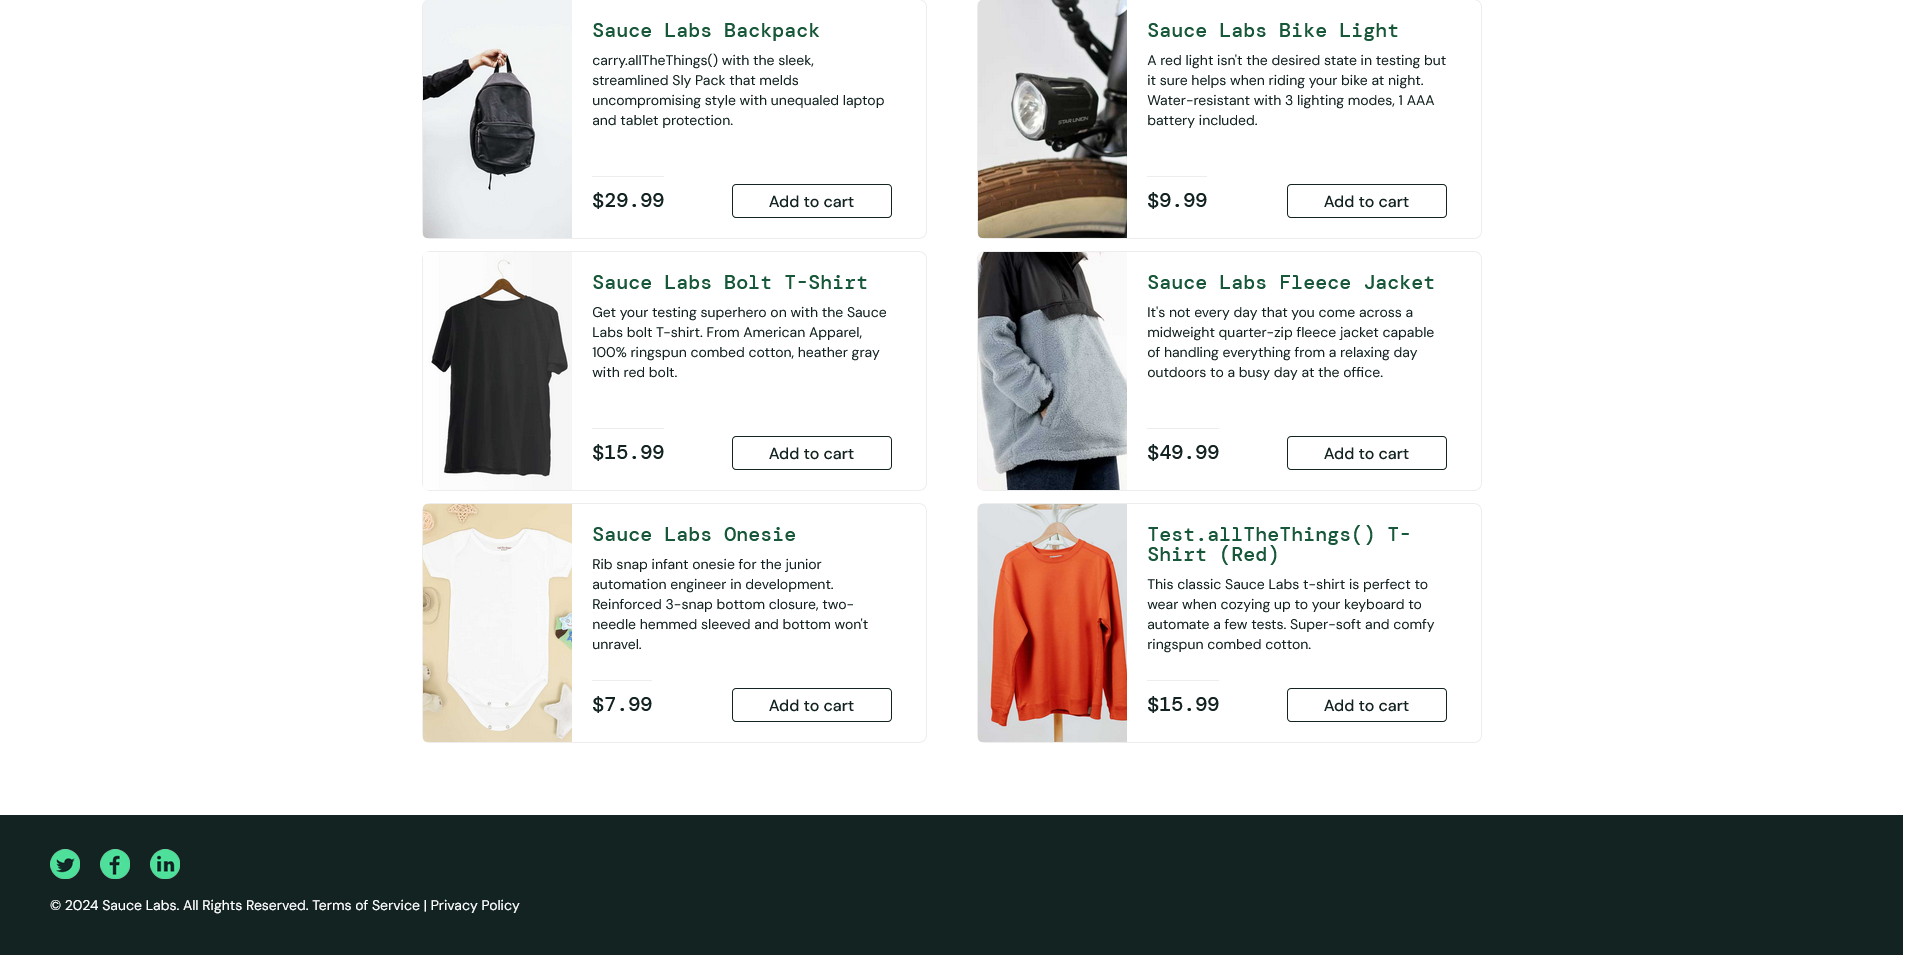 Sauce Labs Backpack
carry.allTheThings() with the sleek,
streamlined Sly Pack that melds
uncompromising style with unequaled laptop
and tablet protection.
$29.99
Add to cart
Sauce Labs Bike Light
A red light isn't the desired state in testing but
it sure helps when riding your bike at night.
Water-resistant with 3 lighting modes, 1 AAA
battery included.
STAR UNION
$9.99
Add to cart
Sauce Labs Bolt T-Shirt
Get your testing superhero on with the Sauce
Labs bolt T-shirt. From American Apparel,
100% ringspun combed cotton, heather gray
with red bolt.
$15.99
Add to cart
Sauce Labs Fleece Jacket
It's not every day that you come across a
midweight quarter-zip fleece jacket capable
of handling everything from a relaxing day
outdoors to a busy day at the office.
$49.99
Add to cart
Sauce Labs Onesie
Rib snap infant onesie for the junior
automation engineer in development.
Reinforced 3-snap bottom closure, two-
needle hemmed sleeved and bottom won't
unravel.
$7.99
Add to cart
Test.allTheThings() T-
Shirt (Red)
This classic Sauce Labs t-shirt is perfect to
wear when cozying up to your keyboard to
automate a few tests. Super-soft and comfy
ringspun combed cotton.
$15.99
Add to cart
© 2024 Sauce Labs. All Rights Reserved. Terms of Service | Privacy Policy